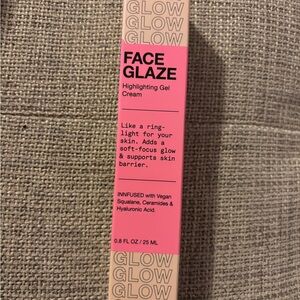 GLOW
GLOW
GLOW
FACE
GLAZE
Highlighting Gel
Cream
Like a ring-
light for your
skin. Adds a
soft-focus glow
& supports skin
barrier.
INNFUSED with Vegan
Squalane, Ceramides &
Hyaluronic Acid.
0.8 FL OZ / 25 ML
GLOW
GLOW
GLOW